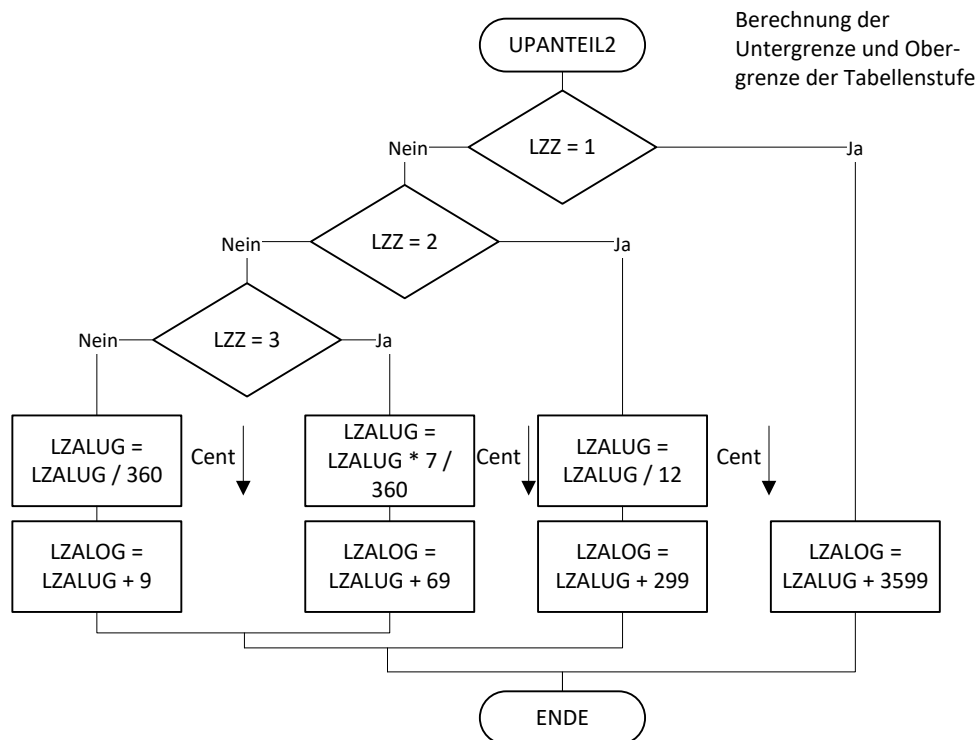 UPANTEIL2
Berechnung der
Untergrenze und Ober-
grenze der Tabellenstufe
LZZ = 1
Nein
Ja
LZZ = 2
Nein
Ja
LZZ = 3
Nein
Ja
LZALUG =
LZALUG / 360
Cent
LZALUG =
LZALUG * 7 /
360
Cent
LZALUG =
LZALUG / 12
Cent
LZALOG =
LZALUG + 9
LZALOG =
LZALUG + 69
LZALOG =
LZALUG + 299
LZALOG =
LZALUG + 3599
ENDE